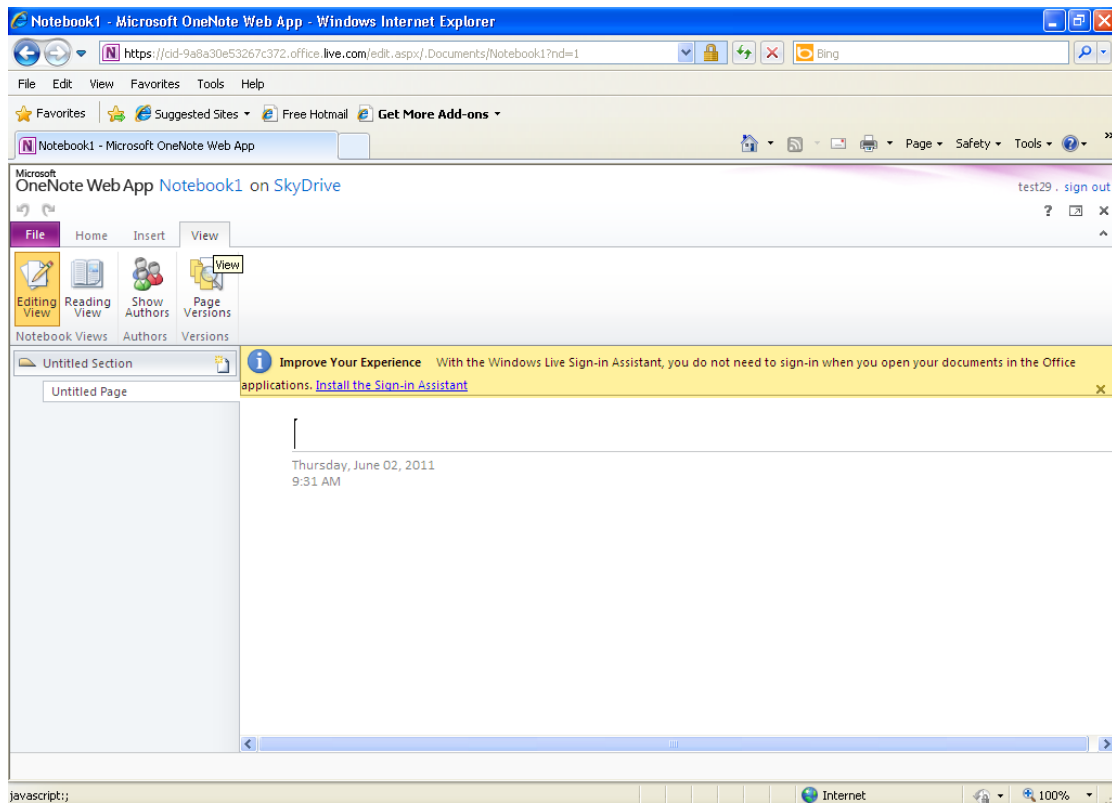 Notebook1 - Microsoft OneNote Web App - Windows Internet Explorer
https://cid-9a8a30e53267c372.office.live.com/edit.aspx/.Documents/Notebook1?nd=1 Bing
File Edit View Favorites Tools Help
Favorites Suggested Sites Free Hotmail Get More Add-ons
Notebook1 - Microsoft OneNote Web App Page Safety Tools
Microsoft
OneNote Web App Notebook1 on SkyDrive test29 . sign out
File Home Insert View
View
Editing View Reading View Show Authors Page Versions
Notebook Views Authors Versions
Untitled Section
Untitled Page
Improve Your Experience With the Windows Live Sign-in Assistant, you do not need to sign-in when you open your documents in the Office
applications. Install the Sign-in Assistant
Thursday, June 02, 2011
9:31 AM
javascript:; Internet 100%